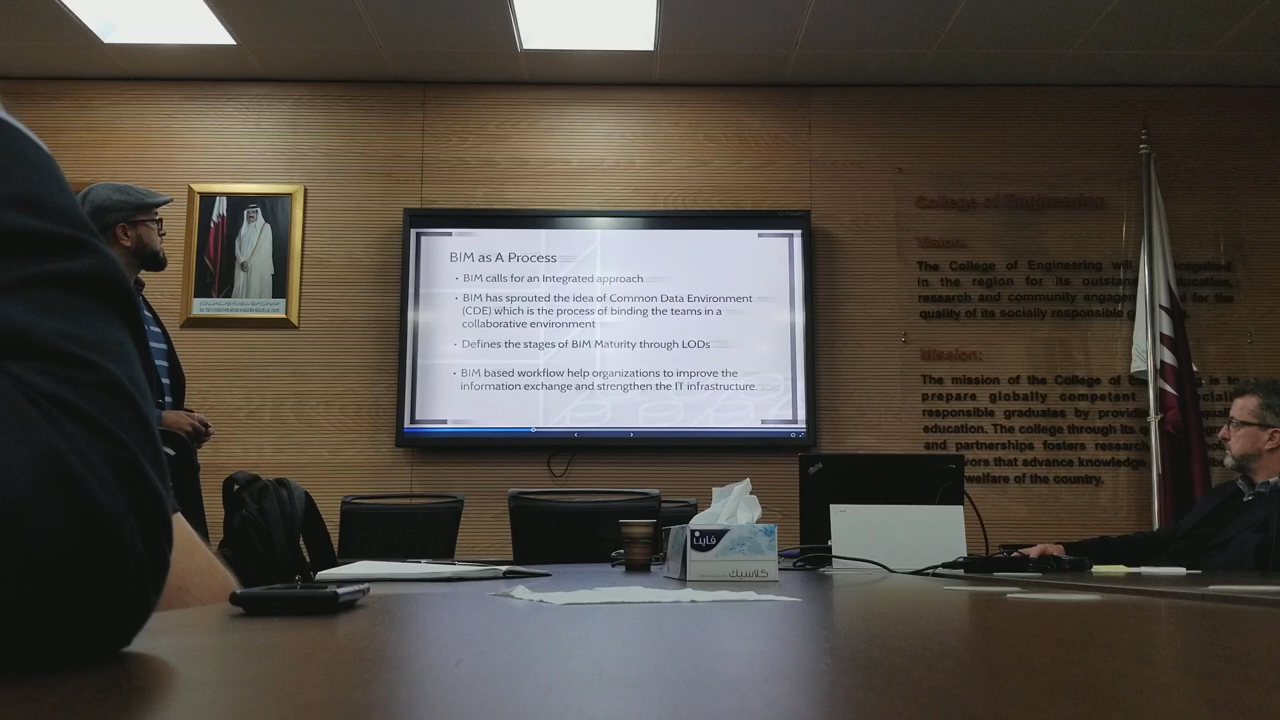 BIM as A Process
• BIM calls for an Integrated approach
• BIM has sprouted the idea of Common Data Environment
(CDE) which is the process of binding the teams in a
collaborative environment
• Defines the stages of BIM Maturity through LODs
• BIM based workflow help organizations to improve the
information exchange and strengthen the IT infrastructure.
College of Engineering
Vision:
The College of Engineering will
in the region for its
research and community
quality of its socially responsible
Mission:
The mission of the College of is to
prepare globally competent
responsible graduates by
education. The college through its
and partnerships fosters research
that advance knowledge
welfare of the country.
فاين
كلاسيك